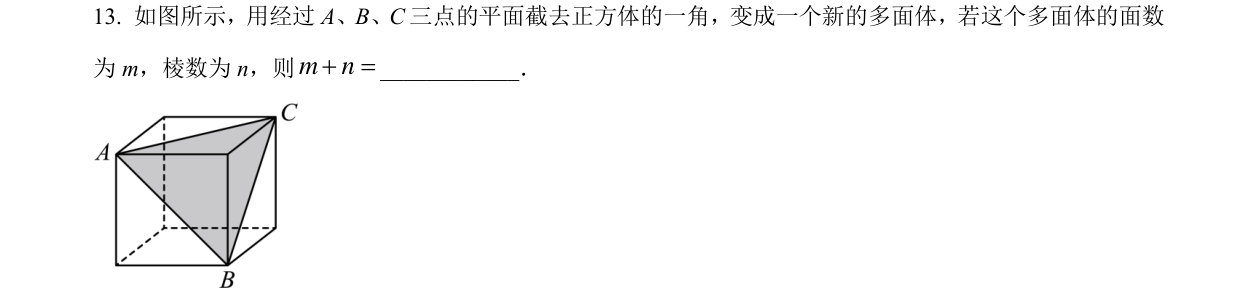 13. 如图所示，用经过 A、B、C 三点的平面截去正方体的一角，变成一个新的多面体，若这个多面体的面数
为 m，棱数为 n，则 m+n=____________．
C
A
B